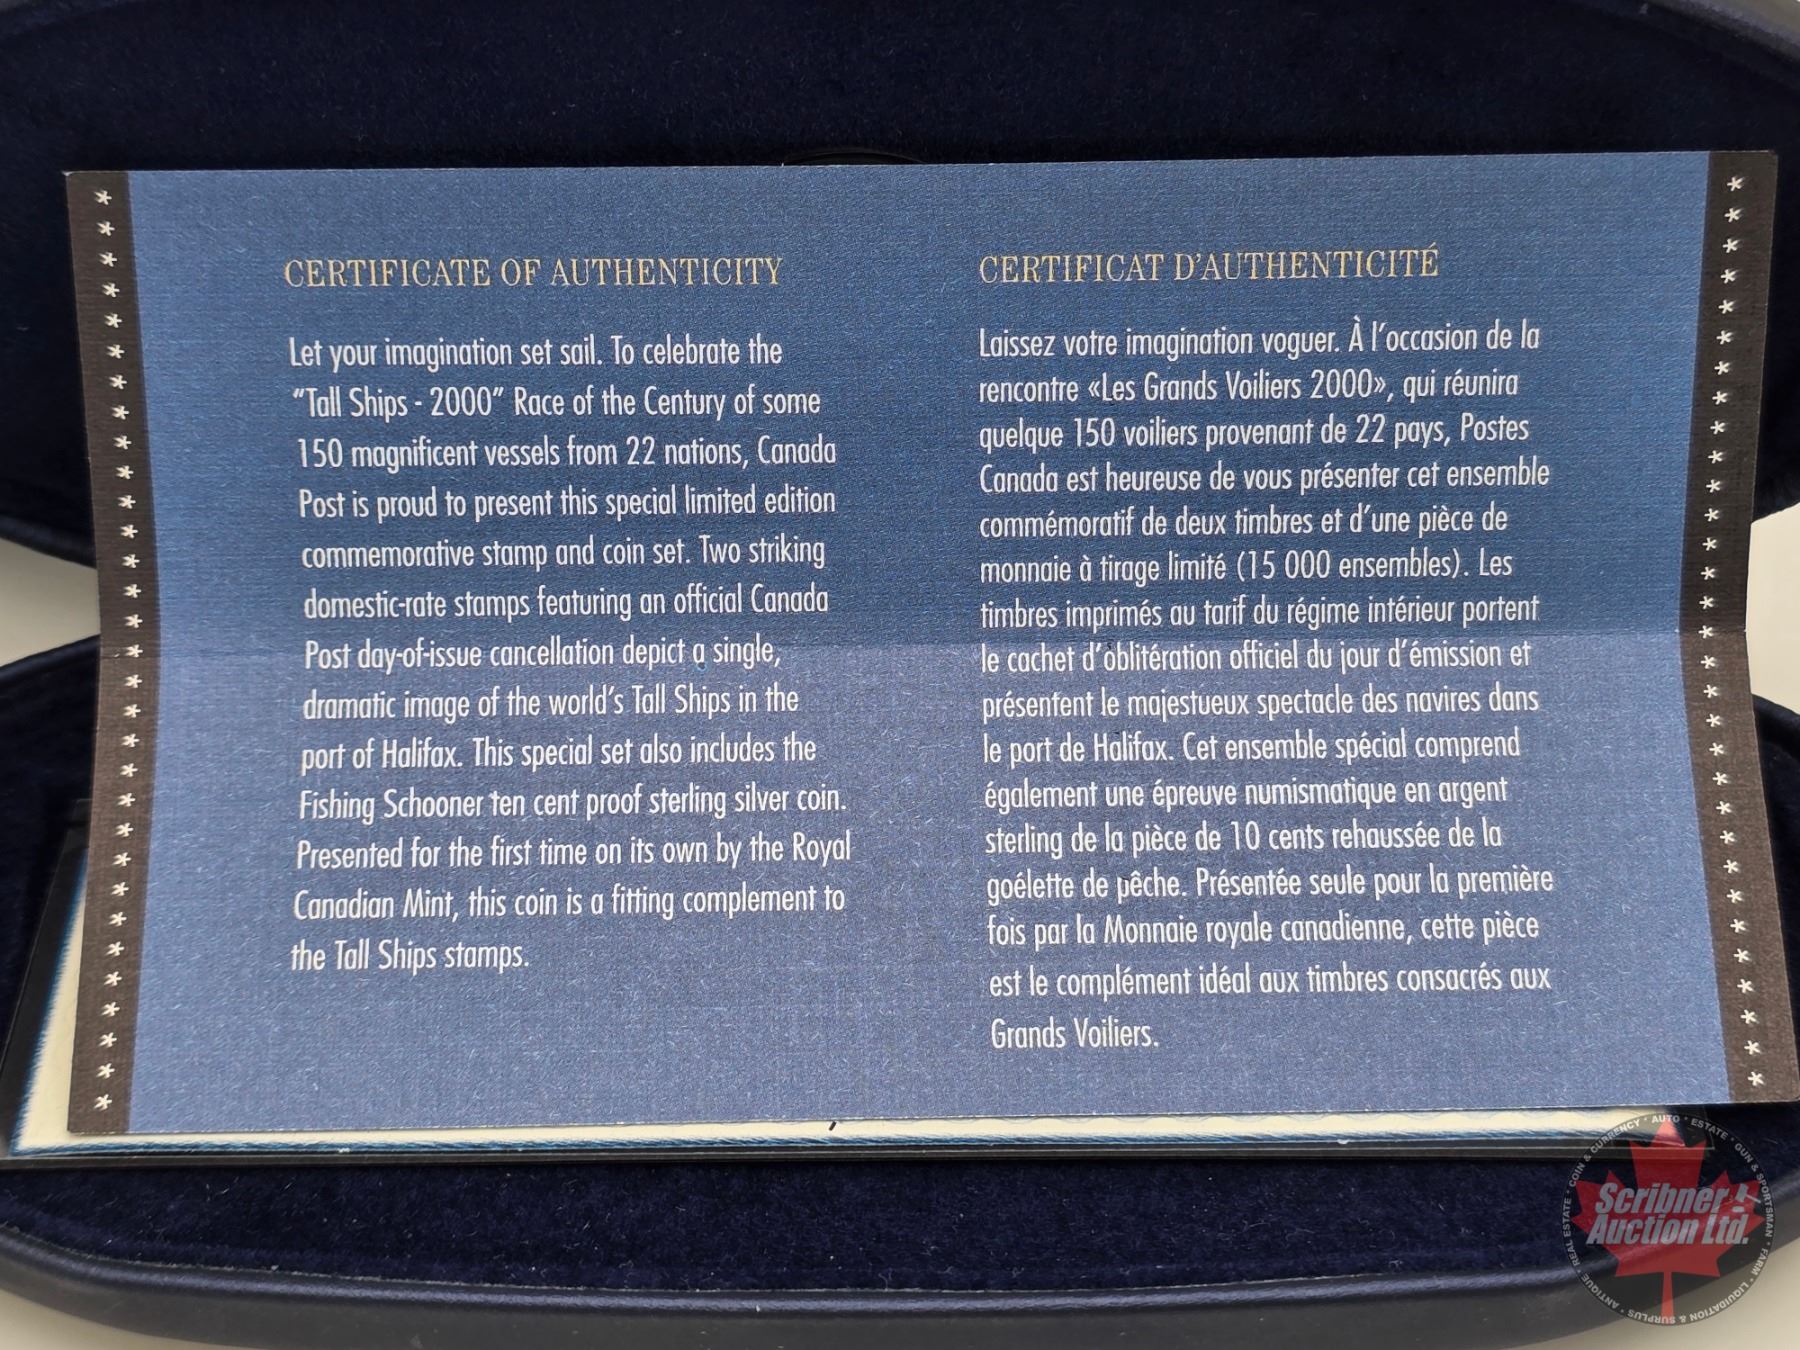 CERTIFICATE OF AUTHENTICITY
Let your imagination set sail. To celebrate the
"Tall Ships - 2000" Race of the Century of some
150 magnificent vessels from 22 nations, Canada
Post is proud to present this special limited edition
commemorative stamp and coin set. Two striking
domestic-rate stamps featuring an official Canada
Post day-of-issue cancellation depict a single,
dramatic image of the world's Tall Ships in the
port of Halifax. This special set also includes the
Fishing Schooner ten cent proof sterling silver coin.
Presented for the first time on its own by the Royal
Canadian Mint, this coin is a fitting complement to
the Tall Ships stamps.
CERTIFICAT D'AUTHENTICITÉ
Laissez votre imagination voguer. À l'occasion de la
rencontre «Les Grands Voiliers 2000», qui réunira
quelque 150 voiliers provenant de 22 pays, Postes
Canada est heureuse de vous présenter cet ensemble
commémoratif de deux timbres et d'une pièce de
monnaie à tirage limité (15 000 ensembles). Les
timbres imprimés au tarif du régime intérieur portent
le cachet d'oblitération officiel du jour d'émission et
présentent le majestueux spectacle des navires dans
le port de Halifax. Cet ensemble spécial comprend
également une épreuve numismatique en argent
sterling de la pièce de 10 cents rehaussée de la
goélette de pêche. Présentée seule pour la première
fois par la Monnaie royale canadienne, cette pièce
est le complément idéal aux timbres consacrés aux
Grands Voiliers.
Scribner
Auction Ltd.
ANTIQUE REAL ESTATE · COIN & CURRENCY · AUTO · ESTATE · GUN & SPORTSMAN · FARM · LIQUIDATION & SURPLUS